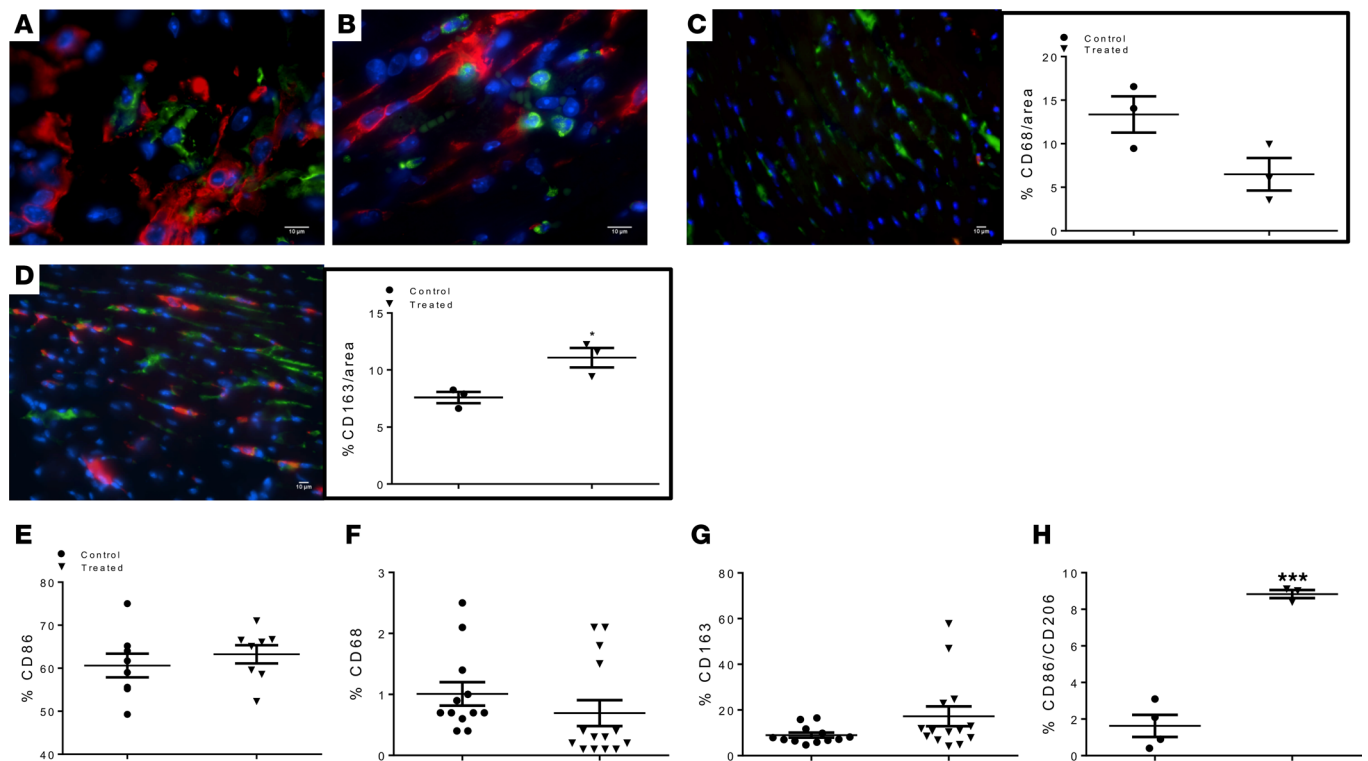 A
10 µm
B
10 µm
C
10 µm
Control
Treated
% CD68/area
20
15
10
5
0
D
10 µm
Control
Treated
*
%CD163/area
15
10
5
0
E
Control
Treated
% CD86
80
70
60
50
40
F
% CD68
3
2
1
0
G
% CD163
80
60
40
20
0
H
***
% CD86/CD206
10
8
6
4
2
0